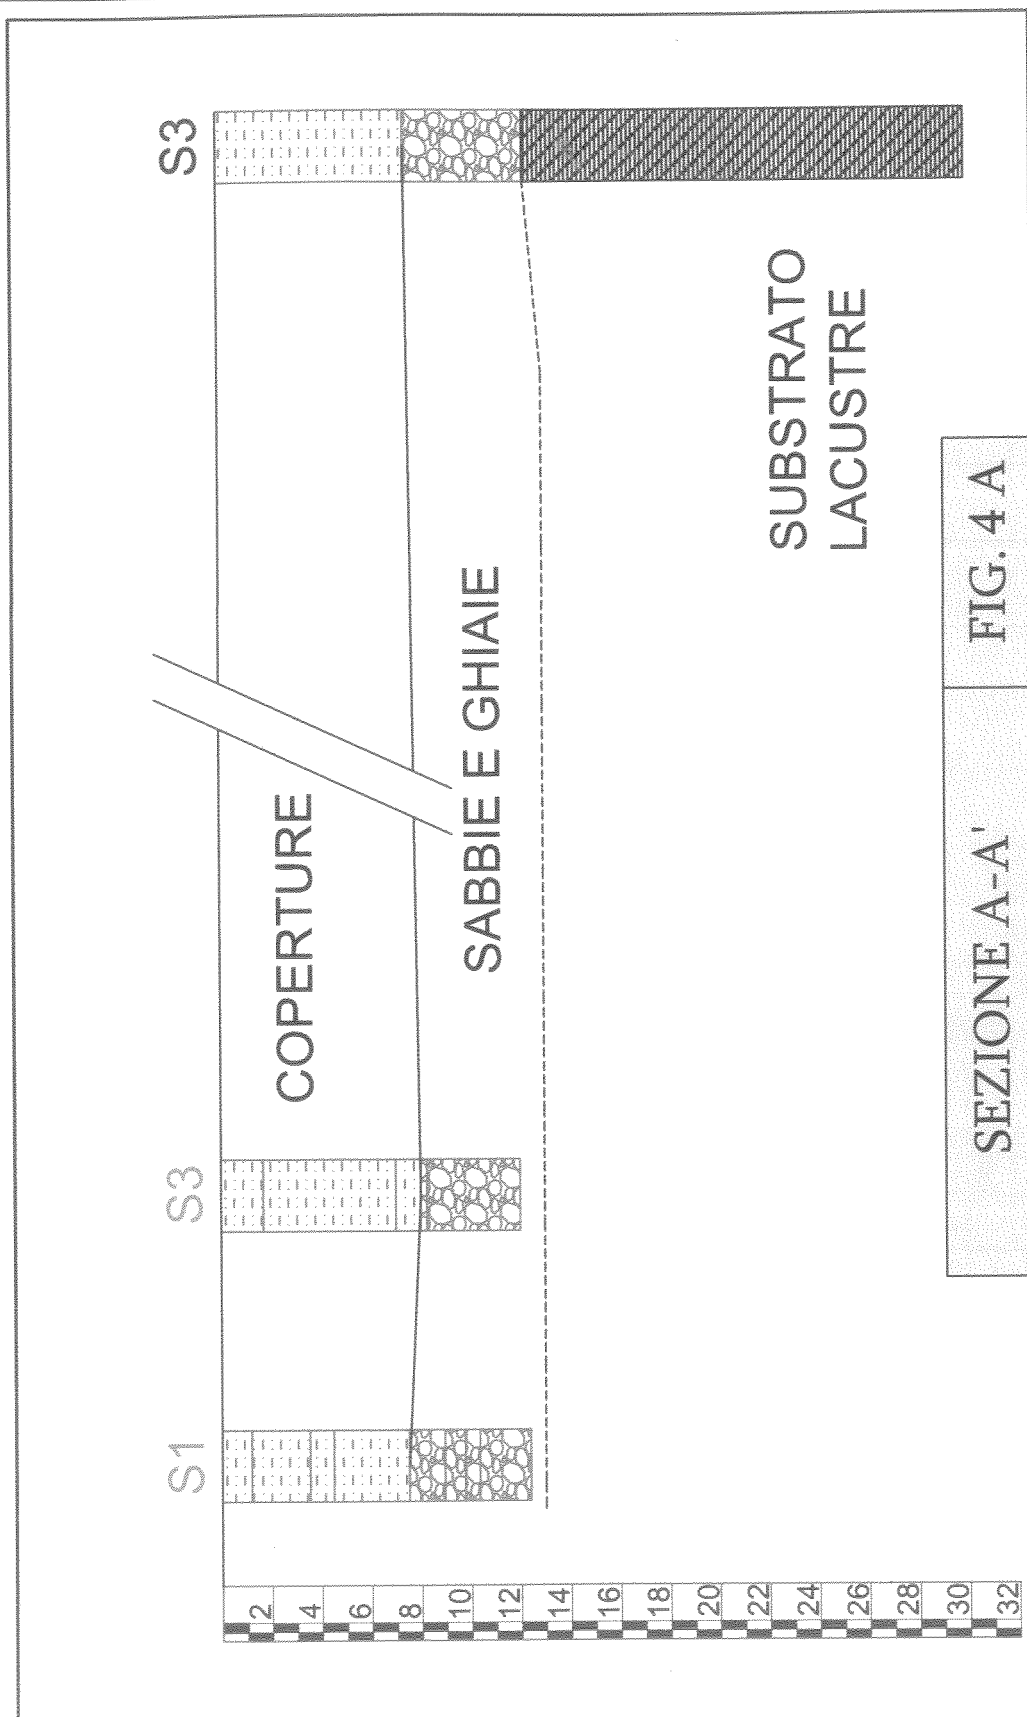 S1
S3
S3
COPERTURE
SABBIE E GHIAIE
SUBSTRATO
LACUSTRE
2
4
6
8
10
12
14
16
18
20
22
24
26
28
30
32
SEZIONE A-A'
FIG. 4 A